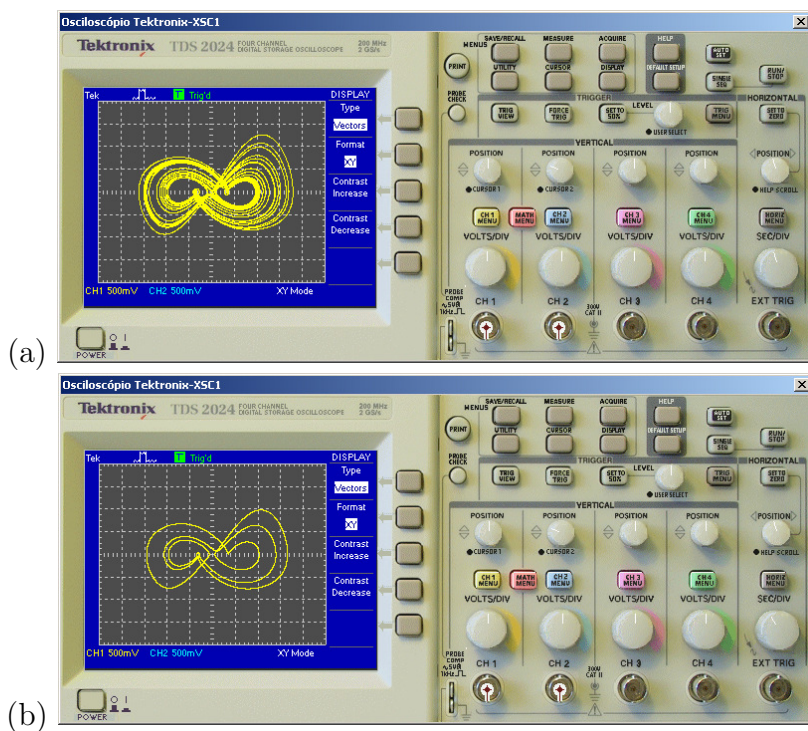 (a)
Osciloscópio Tektronix-XSC1
Tektronix TDS 2024 FOUR CHANNEL DIGITAL STORAGE OSCILLOSCOPE 200 MHz 2 GS/s
Tek Trig'd DISPLAY
Type
Vectors
Format
XY
Contrast
Increase
Contrast
Decrease
CH1 500mV CH2 500mV XY Mode
POWER
PRINT
MENUS
SAVE/RECALL MEASURE ACQUIRE
UTILITY CURSOR DISPLAY
HELP
DEFAULT SETUP
AUTO SET
SINGLE SEQ
RUN/STOP
PROBE CHECK
TRIGGER
TRIG VIEW
FORCE TRIG
SET TO 50%
LEVEL
USER SELECT
TRIG MENU
HORIZONTAL
SET TO ZERO
VERTICAL
POSITION POSITION POSITION POSITION POSITION
CURSOR 1 CURSOR 2 HELP SCROLL
CH 1 MENU MATH MENU CH 2 MENU CH 3 MENU CH 4 MENU HORIZ MENU
VOLTS/DIV VOLTS/DIV VOLTS/DIV VOLTS/DIV SEC/DIV
PROBE COMP
~5V
1kHz
CH 1 CH 2 300V CAT II CH 3 CH 4 EXT TRIG
(b)
Osciloscópio Tektronix-XSC1
Tektronix TDS 2024 FOUR CHANNEL DIGITAL STORAGE OSCILLOSCOPE 200 MHz 2 GS/s
Tek Trig'd DISPLAY
Type
Vectors
Format
XY
Contrast
Increase
Contrast
Decrease
CH1 500mV CH2 500mV XY Mode
POWER
PRINT
MENUS
SAVE/RECALL MEASURE ACQUIRE
UTILITY CURSOR DISPLAY
HELP
DEFAULT SETUP
AUTO SET
SINGLE SEQ
RUN/STOP
PROBE CHECK
TRIGGER
TRIG VIEW
FORCE TRIG
SET TO 50%
LEVEL
USER SELECT
TRIG MENU
HORIZONTAL
SET TO ZERO
VERTICAL
POSITION POSITION POSITION POSITION POSITION
CURSOR 1 CURSOR 2 HELP SCROLL
CH 1 MENU MATH MENU CH 2 MENU CH 3 MENU CH 4 MENU HORIZ MENU
VOLTS/DIV VOLTS/DIV VOLTS/DIV VOLTS/DIV SEC/DIV
PROBE COMP
~5V
1kHz
CH 1 CH 2 300V CAT II CH 3 CH 4 EXT TRIG